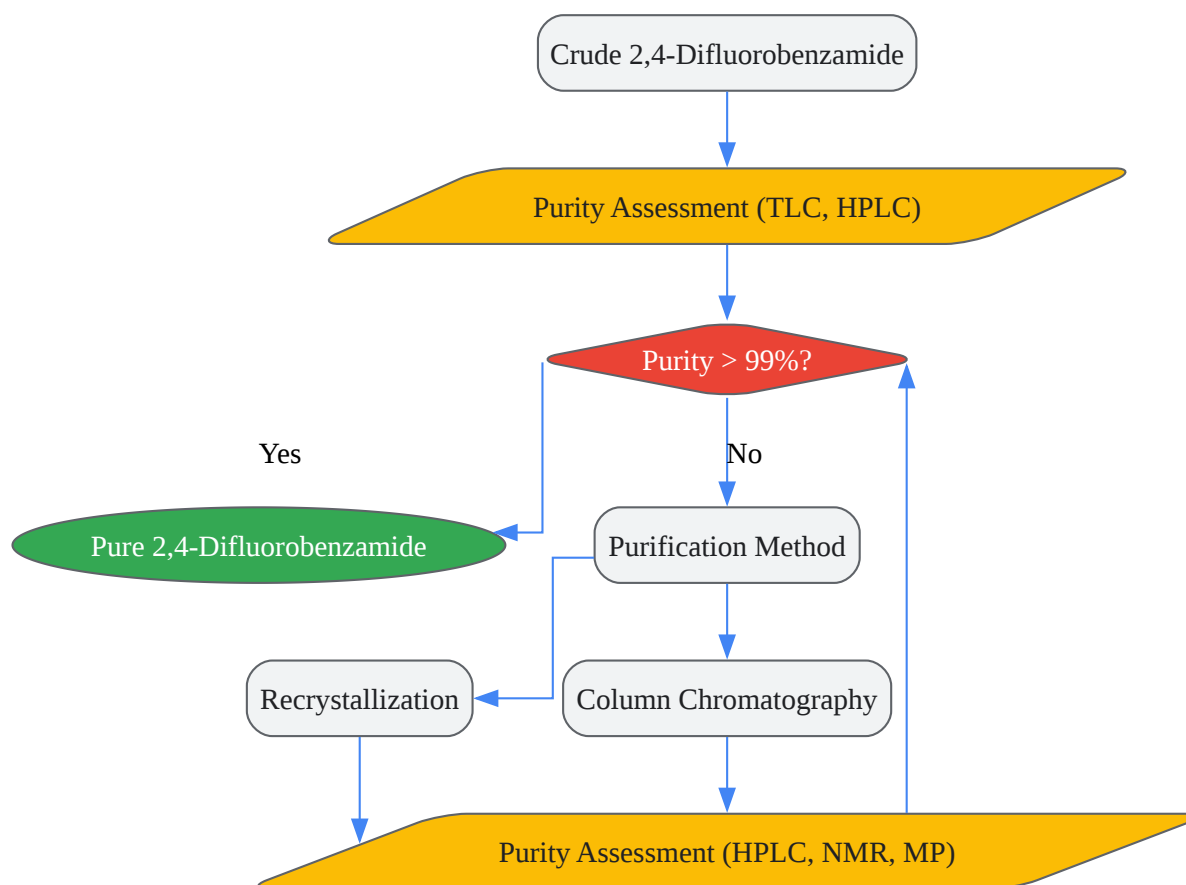 Crude 2,4-Difluorobenzamide
Purity Assessment (TLC, HPLC)
Purity > 99%?
Yes
No
Pure 2,4-Difluorobenzamide
Purification Method
Recrystallization
Column Chromatography
Purity Assessment (HPLC, NMR, MP)